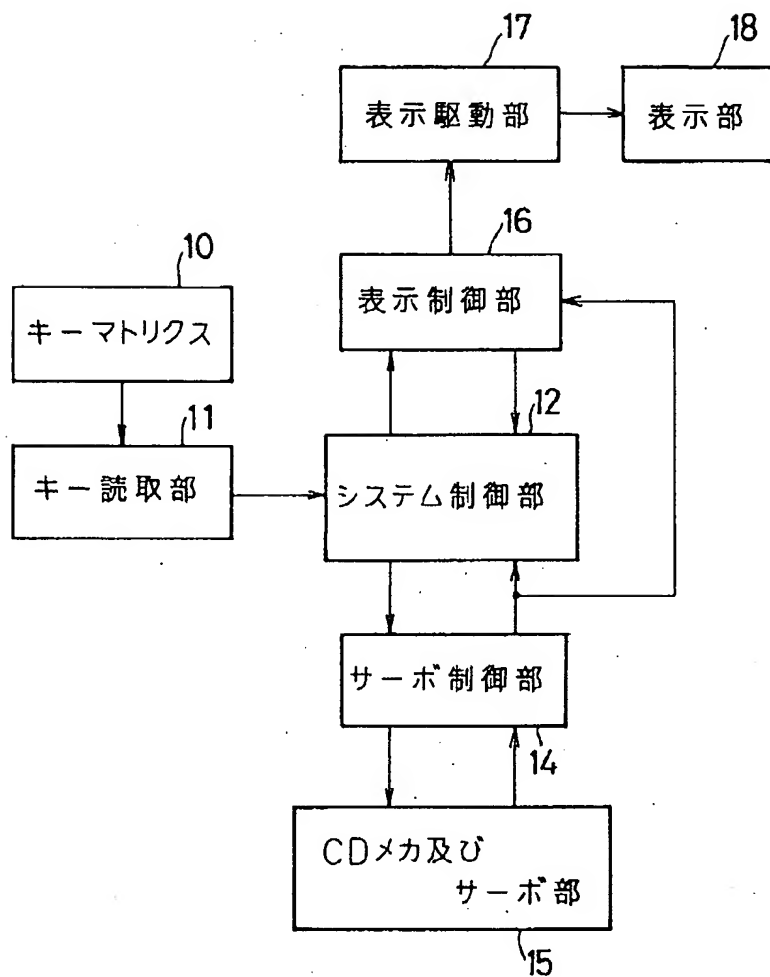 17
18
表示駆動部
表示部
16
表示制御部
10
キーマトリクス
11
キー読取部
12
システム制御部
サーボ制御部
14
CDメカ及び
サーボ部
15